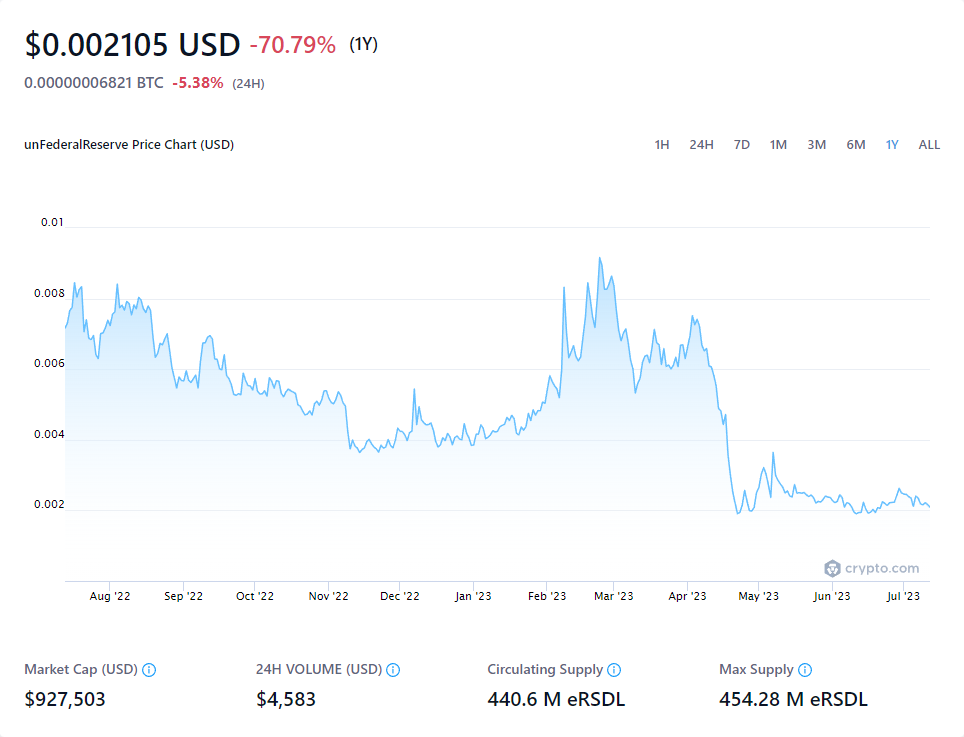 $0.002105 USD -70.79% (1Y)
0.00000006821 BTC -5.38% (24H)
unFederalReserve Price Chart (USD) 1H 24H 7D 1M 3M 6M 1Y ALL
0.01
0.008
0.006
0.004
0.002
crypto.com
Aug '22 Sep '22 Oct '22 Nov '22 Dec '22 Jan '23 Feb '23 Mar '23 Apr '23 May '23 Jun '23 Jul '23
Market Cap (USD) 24H VOLUME (USD) Circulating Supply Max Supply
$927,503 $4,583 440.6 M eRSDL 454.28 M eRSDL